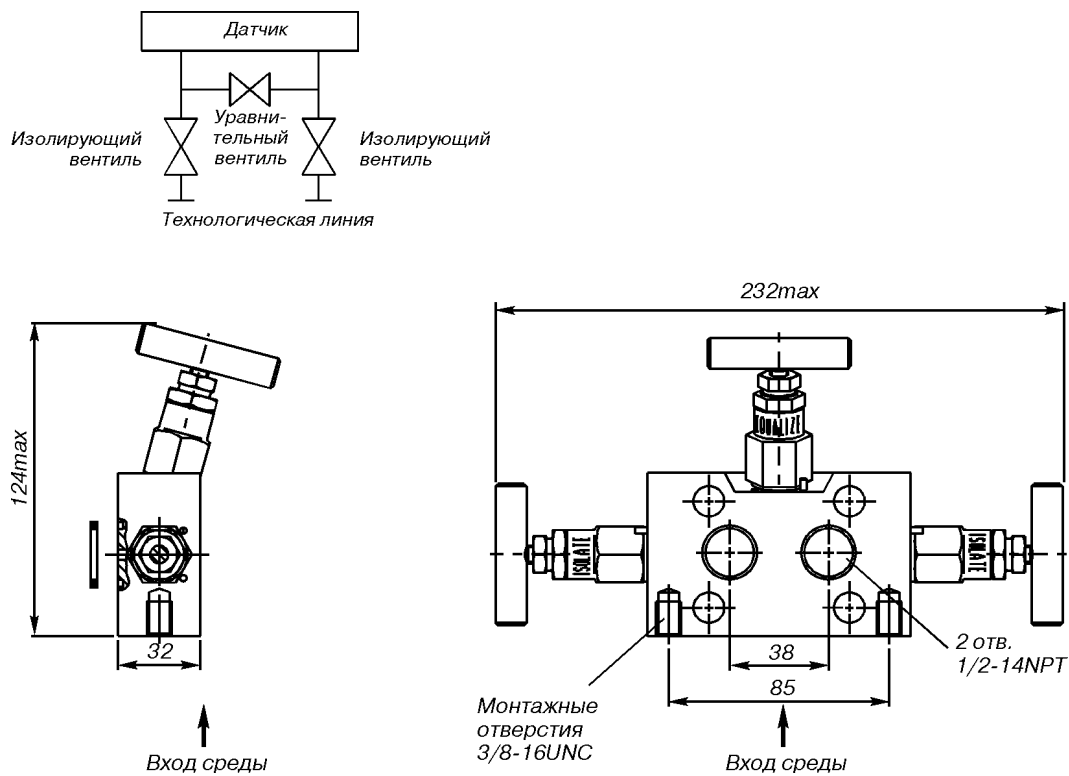 Датчик
Уравни-
тельный
вентиль
Изолирующий
вентиль
Изолирующий
вентиль
Технологическая линия
232max
124max
EQUALIZE
ISOLATE
ISOLATE
32
38
85
2 отв.
1/2-14NPT
Монтажные
отверстия
3/8-16UNC
Вход среды
Вход среды